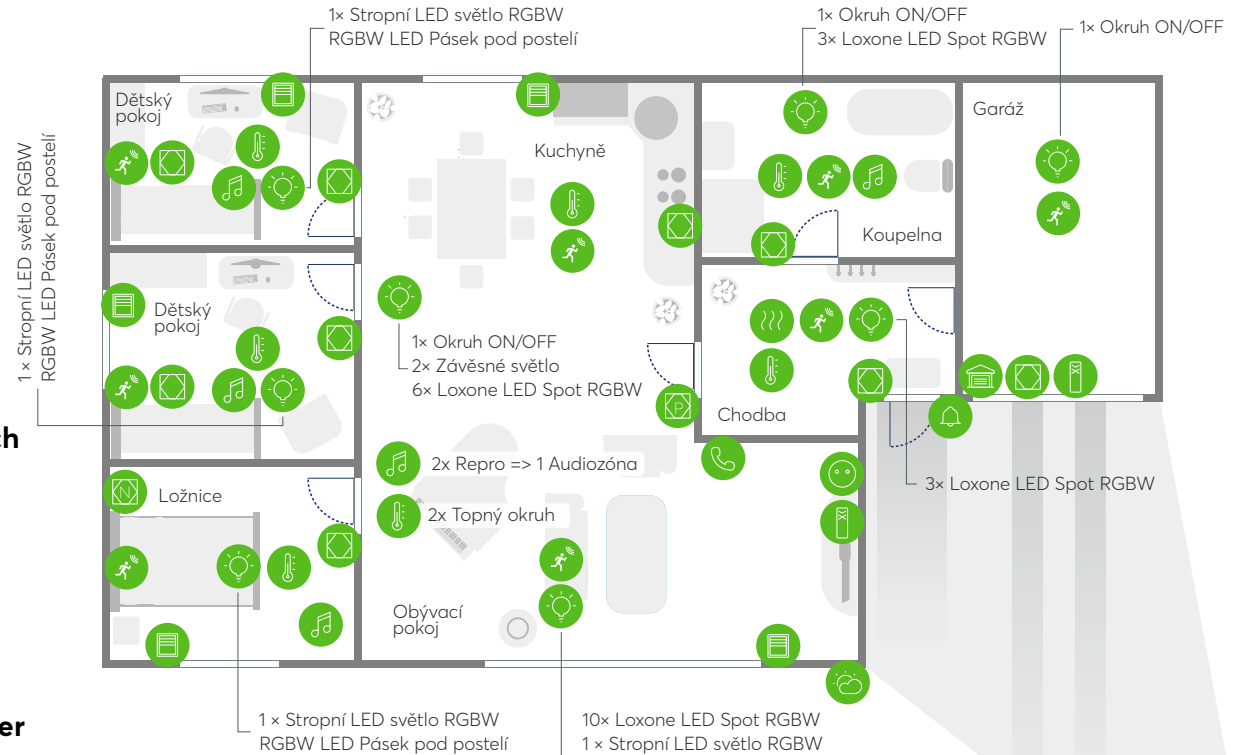 1× Stropní LED světlo RGBW
RGBW LED Pásek pod postelí
1× Okruh ON/OFF
3× Loxone LED Spot RGBW
1× Okruh ON/OFF
Dětský
pokoj
Kuchyně
Garáž
Koupelna
1 × Stropní LED světlo RGBW
RGBW LED Pásek pod postelí
Dětský
pokoj
1× Okruh ON/OFF
2× Závěsné světlo
6× Loxone LED Spot RGBW
P
Chodba
ch
2x Repro => 1 Audiozóna
3× Loxone LED Spot RGBW
N
Ložnice
2x Topný okruh
Obývací
pokoj
er
1 × Stropní LED světlo RGBW
RGBW LED Pásek pod postelí
10× Loxone LED Spot RGBW
1 × Stropní LED světlo RGBW